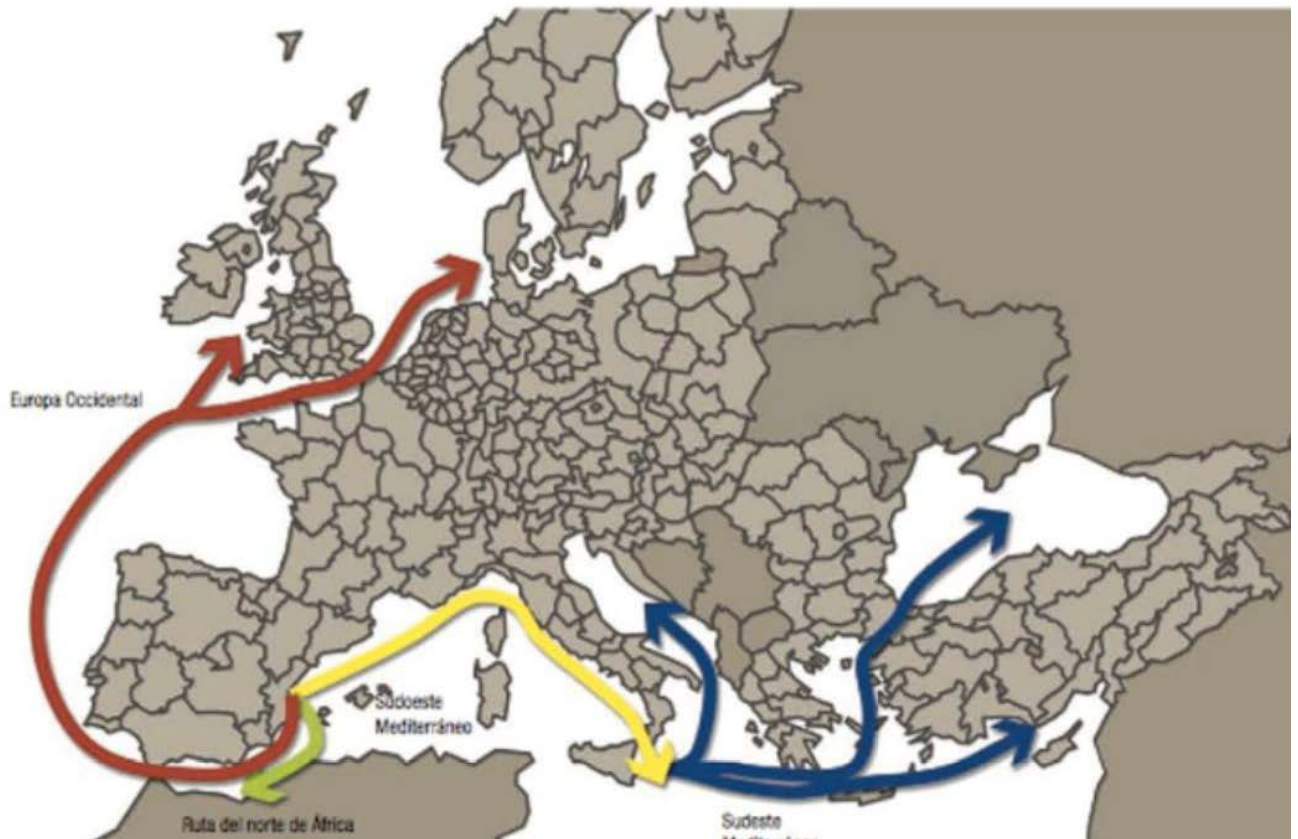 Europa Occidental
Sudoeste
Mediterráneo
Ruta del norte de África
Sudeste